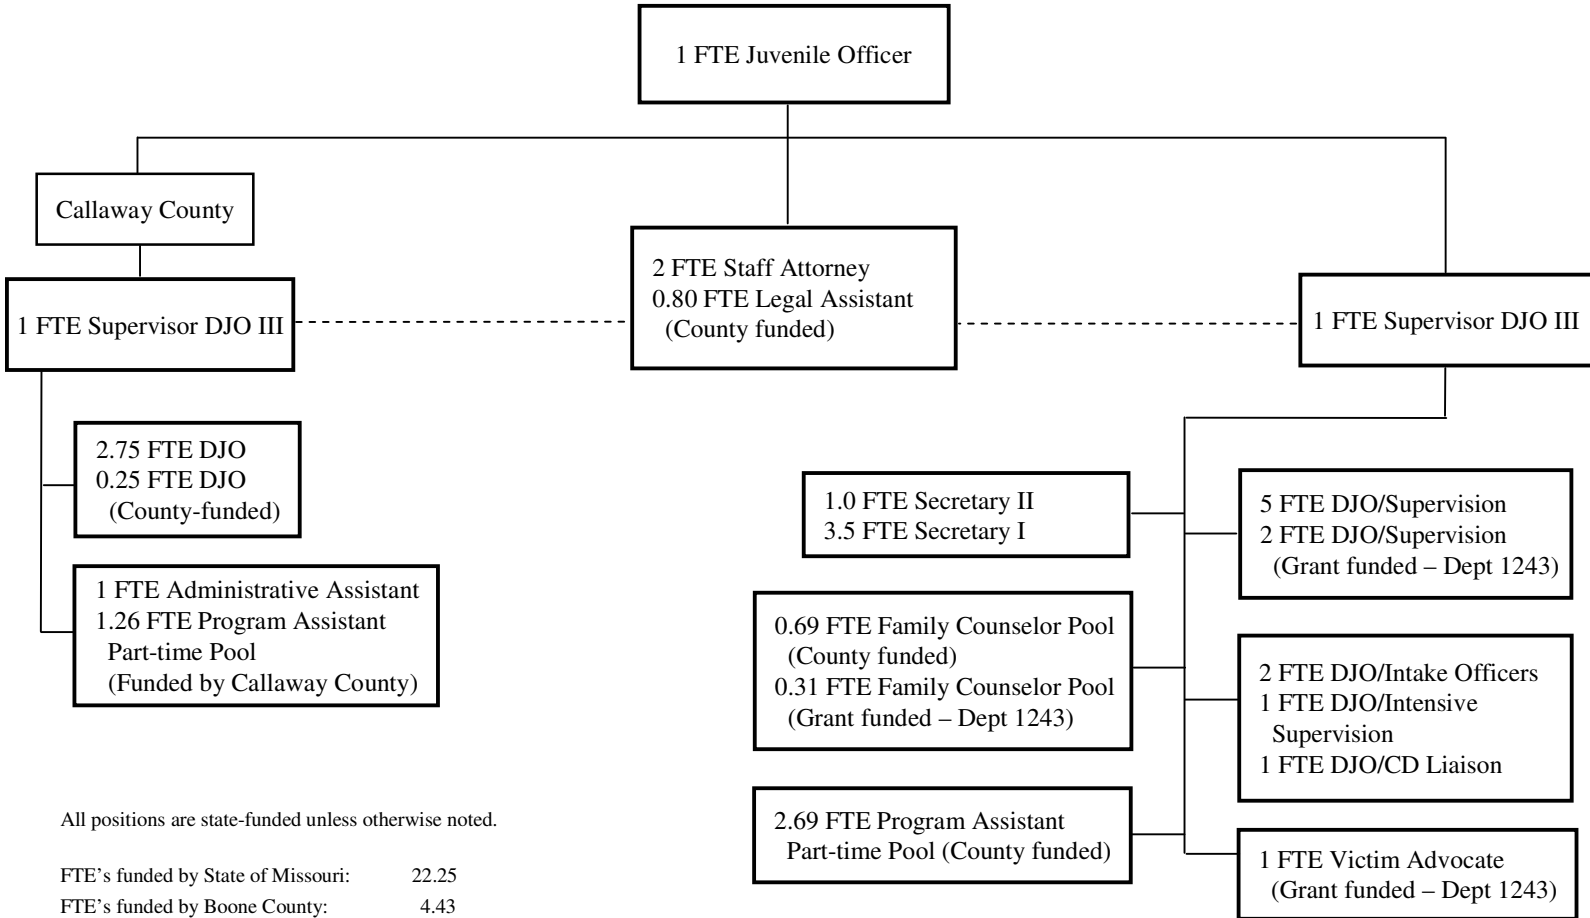 1 FTE Juvenile Officer
Callaway County
1 FTE Supervisor DJO III
2 FTE Staff Attorney
0.80 FTE Legal Assistant
(County funded)
1 FTE Supervisor DJO III
2.75 FTE DJO
0.25 FTE DJO
(County-funded)
1 FTE Administrative Assistant
1.26 FTE Program Assistant
Part-time Pool
(Funded by Callaway County)
1.0 FTE Secretary II
3.5 FTE Secretary I
0.69 FTE Family Counselor Pool
(County funded)
0.31 FTE Family Counselor Pool
(Grant funded – Dept 1243)
2.69 FTE Program Assistant
Part-time Pool (County funded)
5 FTE DJO/Supervision
2 FTE DJO/Supervision
(Grant funded – Dept 1243)
2 FTE DJO/Intake Officers
1 FTE DJO/Intensive
Supervision
1 FTE DJO/CD Liaison
1 FTE Victim Advocate
(Grant funded – Dept 1243)
All positions are state-funded unless otherwise noted.
FTE's funded by State of Missouri: 22.25
FTE's funded by Boone County: 4.43